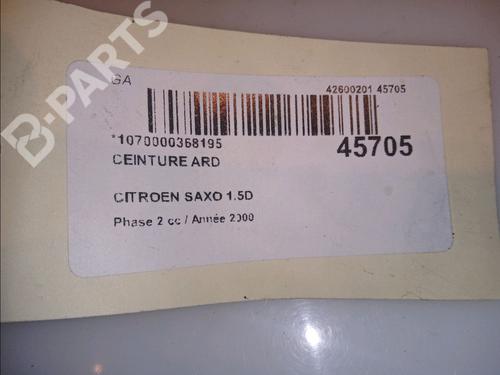 B-PARTS
GA
42600201 45705
*1070000368195
45705
CEINTURE ARD
CITROEN SAXO 1.5D
Phase 2 cc / Année 2000